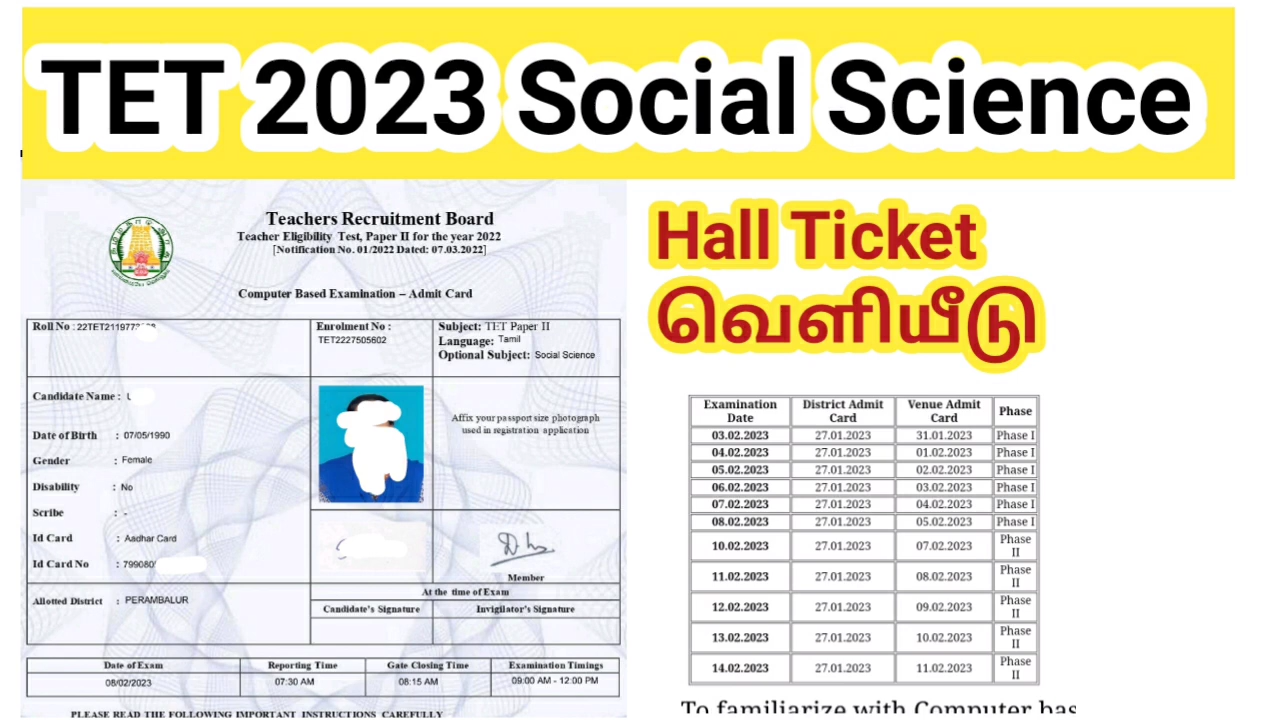 TET 2023 Social Science
Teachers Recruitment Board
Teacher Eligibility Test, Paper II for the year 2022
[Notification No. 01/2022 Dated: 07.03.2022]
Computer Based Examination – Admit Card
Roll No : 22TET2119773
Enrolment No :
TET2227505602
Subject: TET Paper II
Language: Tamil
Optional Subject: Social Science
Candidate Name :
Affix your passport size photograph
used in registration application
Date of Birth : 07/05/1990
Gender : Female
Disability : No
Scribe : -
Id Card : Aadhar Card
Id Card No : 799080
Member
Allotted District : PERAMBALUR
At the time of Exam
Candidate's Signature Invigilator's Signature
Date of Exam Reporting Time Gate Closing Time Examination Timings
08/02/2023 07:30 AM 08:15 AM 09:00 AM - 12:00 PM
PLEASE READ THE FOLLOWING IMPORTANT INSTRUCTIONS CAREFULLY
Hall Ticket
வெளியீடு
Examination Date District Admit Card Venue Admit Card Phase
03.02.2023 27.01.2023 31.01.2023 Phase I
04.02.2023 27.01.2023 01.02.2023 Phase I
05.02.2023 27.01.2023 02.02.2023 Phase I
06.02.2023 27.01.2023 03.02.2023 Phase I
07.02.2023 27.01.2023 04.02.2023 Phase I
08.02.2023 27.01.2023 05.02.2023 Phase I
10.02.2023 27.01.2023 07.02.2023 Phase II
11.02.2023 27.01.2023 08.02.2023 Phase II
12.02.2023 27.01.2023 09.02.2023 Phase II
13.02.2023 27.01.2023 10.02.2023 Phase II
14.02.2023 27.01.2023 11.02.2023 Phase II
To familiarize with Computer bas